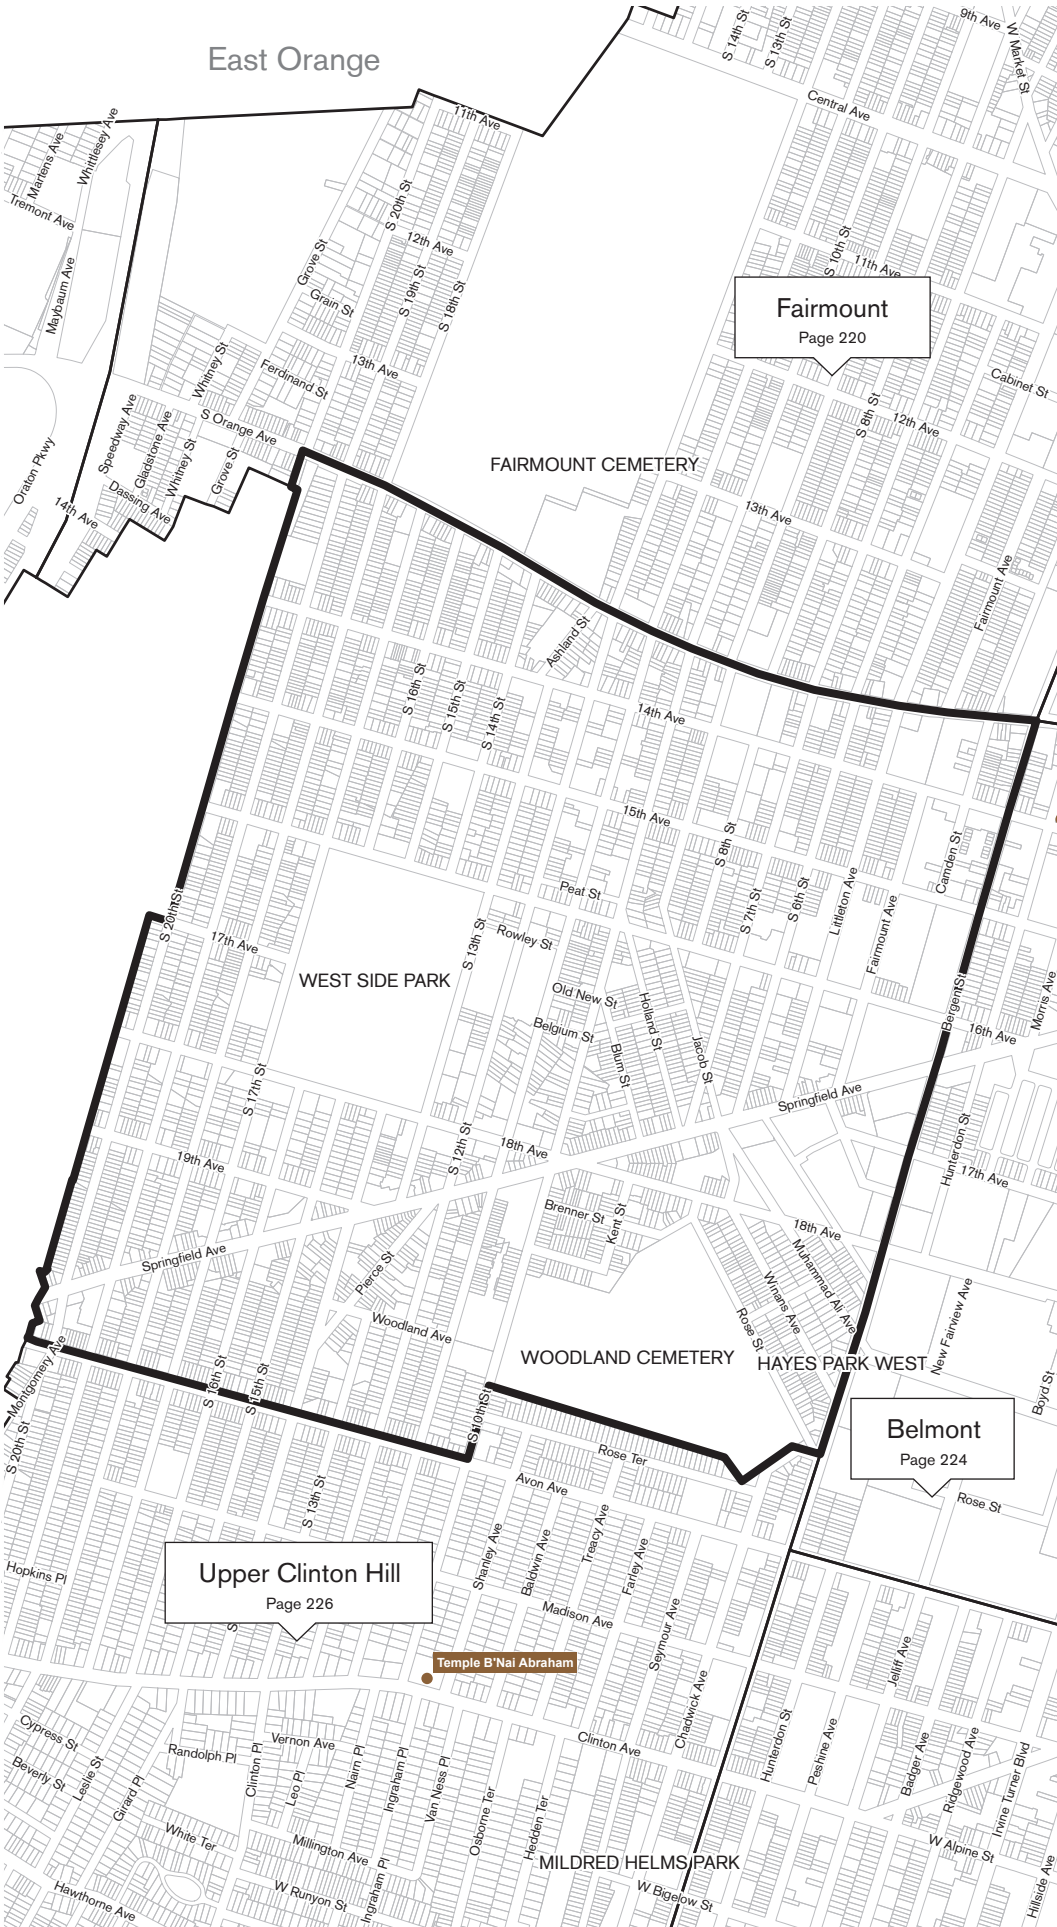 East Orange
S 14th St
S 13th St
9th Ave
W Market St
Central Ave
11th Ave
Martens Ave
Whittlesey Ave
Tremont Ave
Maybaum Ave
S 20th St
12th Ave
Grove St
Grain St
S 19th St
S 18th St
S 10th St
11th Ave
Fairmount
Page 220
13th Ave
Ferdinand St
Whitney St
Cabinet St
S 8th St
12th Ave
S Orange Ave
Speedway Ave
Gladstone Ave
Whitney St
Grove St
Dassing Ave
14th Ave
Oraton Pkwy
FAIRMOUNT CEMETERY
13th Ave
Fairmount Ave
Ashland St
S 16th St
S 15th St
S 14th St
14th Ave
15th Ave
S 8th St
Camden St
Peat St
S 7th St
S 6th St
Littleton Ave
Fairmount Ave
S 20th St
17th Ave
S 13th St
Rowley St
WEST SIDE PARK
Old New St
Holland St
Belgium St
Blum St
Jacob St
Bergen St
Morris Ave
16th Ave
S 17th St
Springfield Ave
S 12th St
18th Ave
19th Ave
Hunterdon St
17th Ave
Brenner St
Kent St
18th Ave
Springfield Ave
Pierce St
Muhammad Ali Ave
Winans Ave
Rose St
New Fairview Ave
Woodland Ave
WOODLAND CEMETERY
HAYES PARK WEST
Montgomery Ave
S 16th St
S 15th St
S 10th St
Boyd St
Belmont
Page 224
S 20th St
Rose Ter
Avon Ave
S 13th St
Rose St
Shanley Ave
Baldwin Ave
Treacy Ave
Farley Ave
Hopkins Pl
Upper Clinton Hill
Page 226
Madison Ave
Seymour Ave
Temple B'Nai Abraham
Jelliff Ave
Chadwick Ave
Cypress St
Beverly St
Leslie St
Girard Pl
Randolph Pl
Clinton Pl
Vernon Ave
Leo Pl
Nairn Pl
Ingraham Pl
Van Ness Pl
Osborne Ter
Hedden Ter
Clinton Ave
Hunterdon St
Peshine Ave
Badger Ave
Ridgewood Ave
Irvine Turner Blvd
White Ter
Millington Ave
MILDRED HELMS PARK
W Alpine St
W Runyon St
Ingraham Pl
W Bigelow St
Hawthorne Ave
Hillside Ave